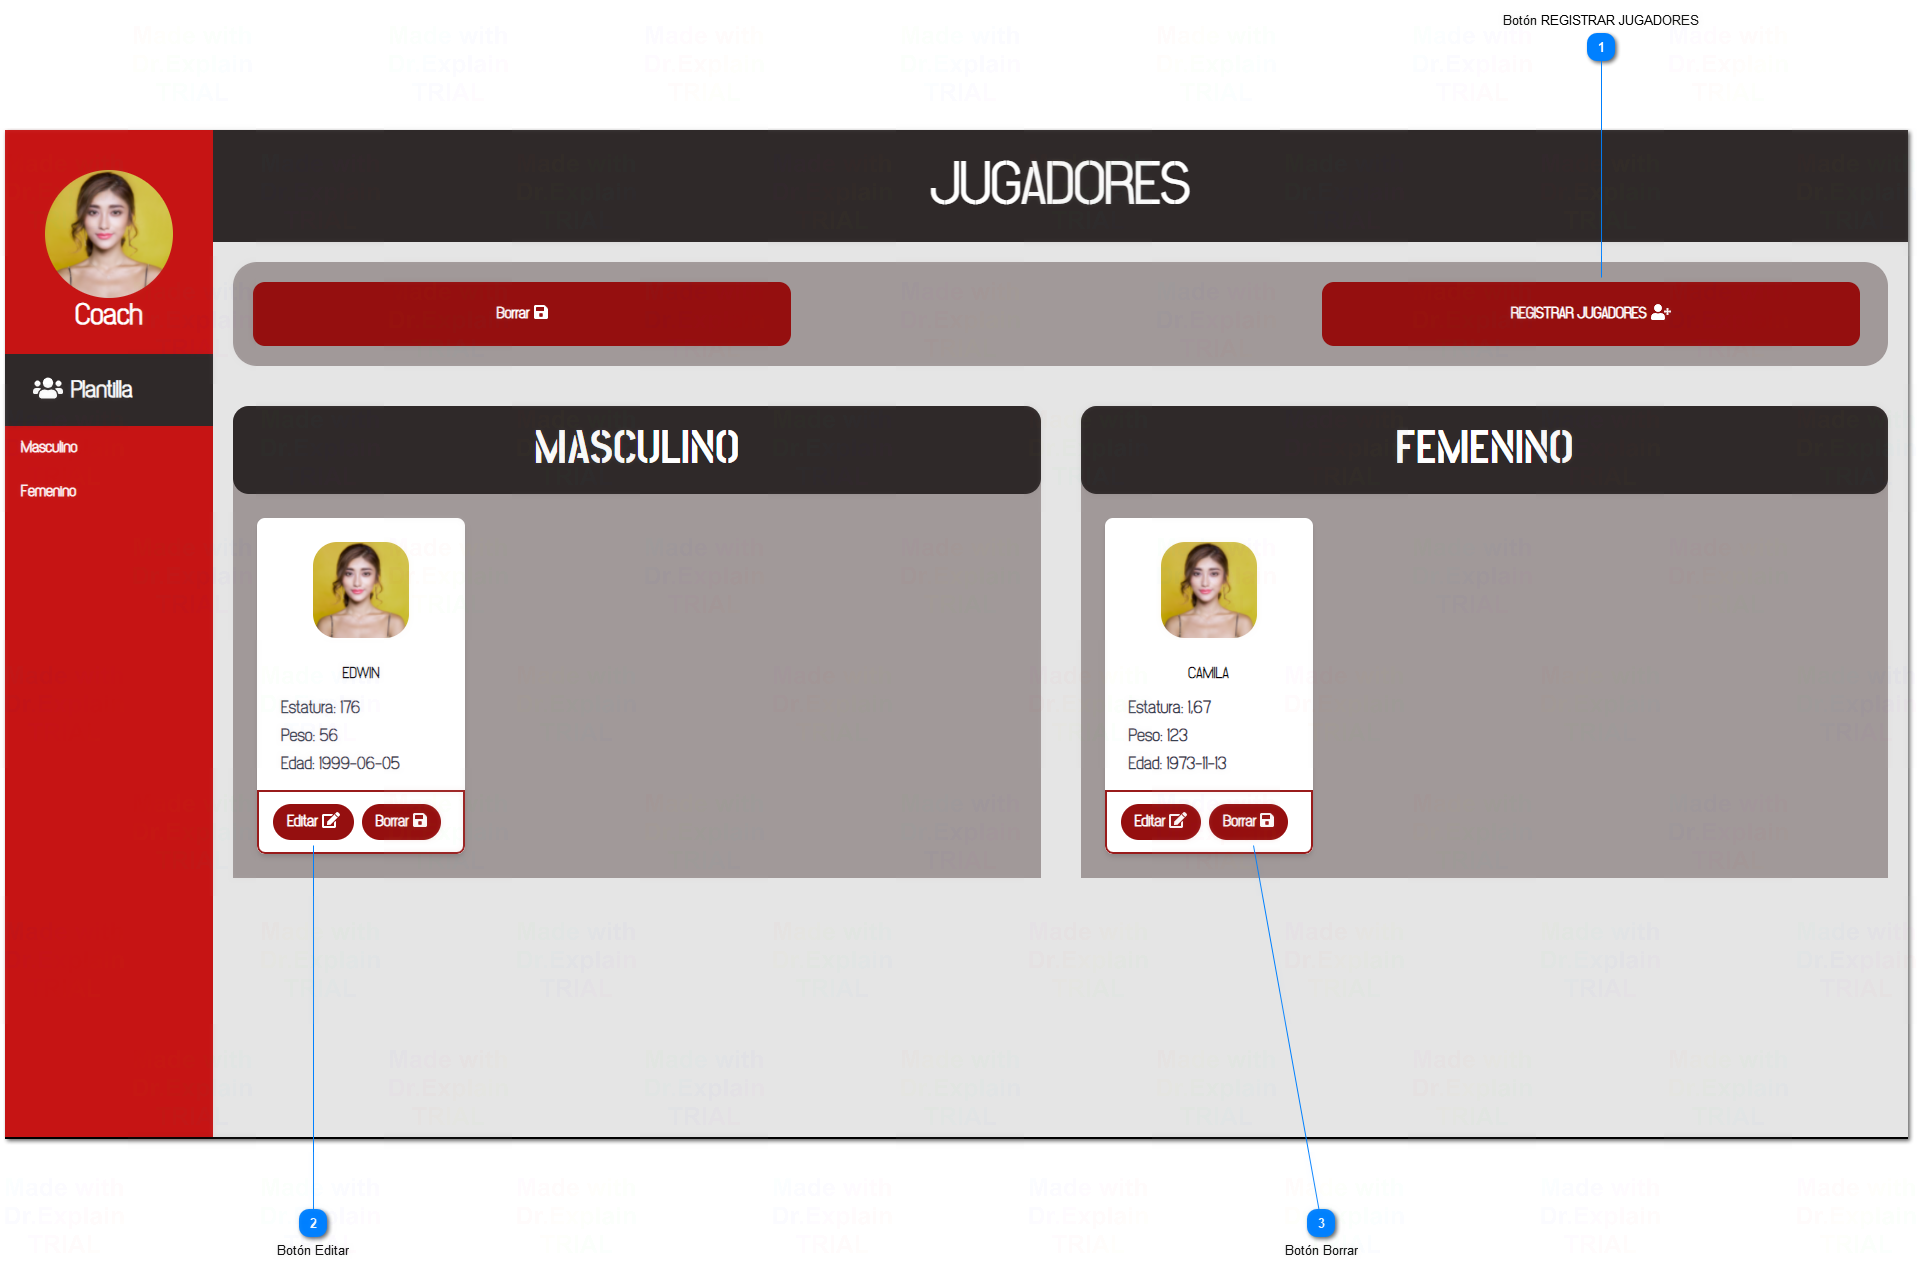 Botón REGISTRAR JUGADORES
1
JUGADORES
Coach
Borrar
REGISTRAR JUGADORES
Plantilla
Masculino
Femenino
MASCULINO
EDWIN
Estatura: 176
Peso: 56
Edad: 1999-06-05
Editar
Borrar
FEMENINO
CAMILA
Estatura: 1,67
Peso: 123
Edad: 1973-11-13
Editar
Borrar
2
Botón Editar
3
Botón Borrar
Made with
Dr.Explain
TRIAL